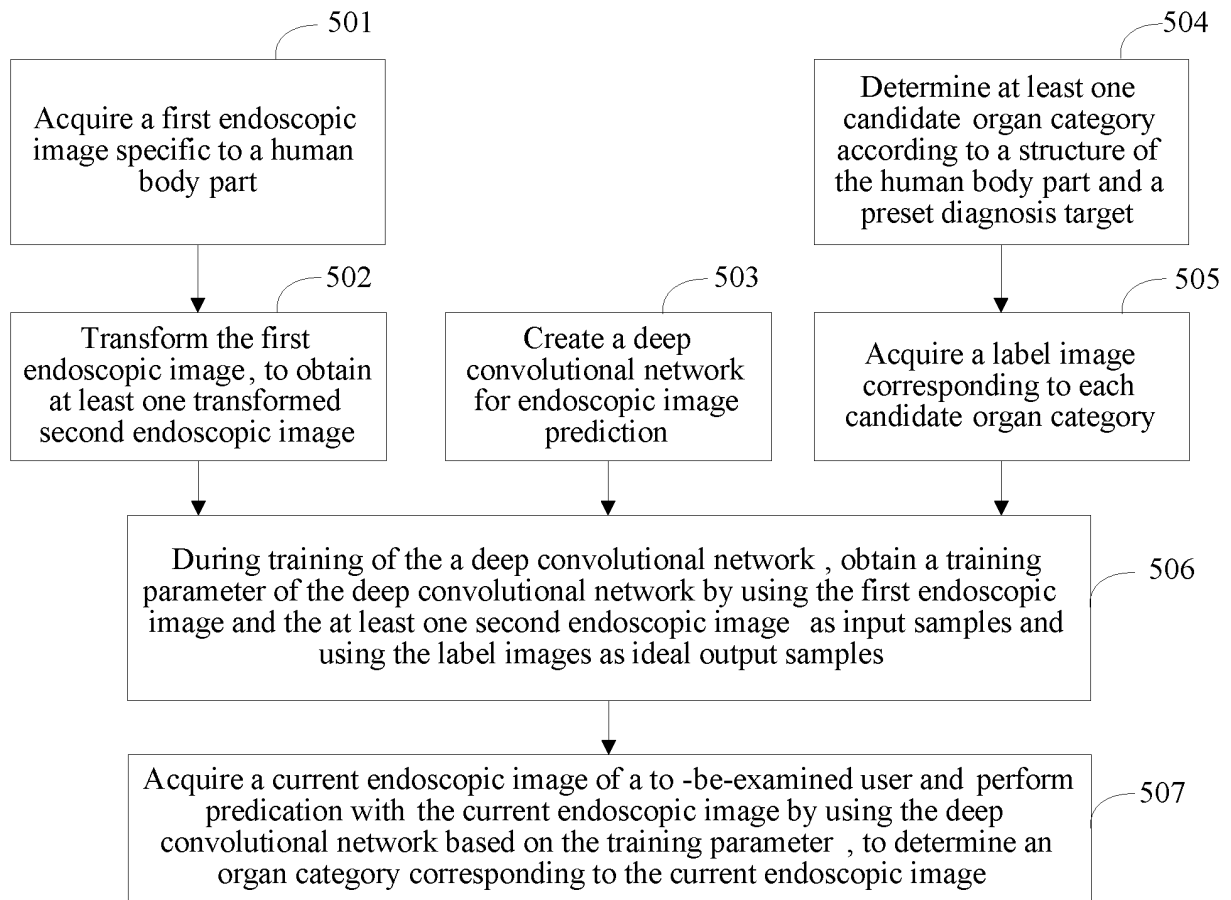 501
Acquire a first endoscopic
image specific to a human
body part
504
Determine at least one
candidate organ category
according to a structure of
the human body part and a
preset diagnosis target
502
Transform the first
endoscopic image, to obtain
at least one transformed
second endoscopic image
503
Create a deep
convolutional network
for endoscopic image
prediction
505
Acquire a label image
corresponding to each
candidate organ category
506
During training of the a deep convolutional network , obtain a training
parameter of the deep convolutional network by using the first endoscopic
image and the at least one second endoscopic image as input samples and
using the label images as ideal output samples
507
Acquire a current endoscopic image of a to -be-examined user and perform
predication with the current endoscopic image by using the deep
convolutional network based on the training parameter , to determine an
organ category corresponding to the current endoscopic image